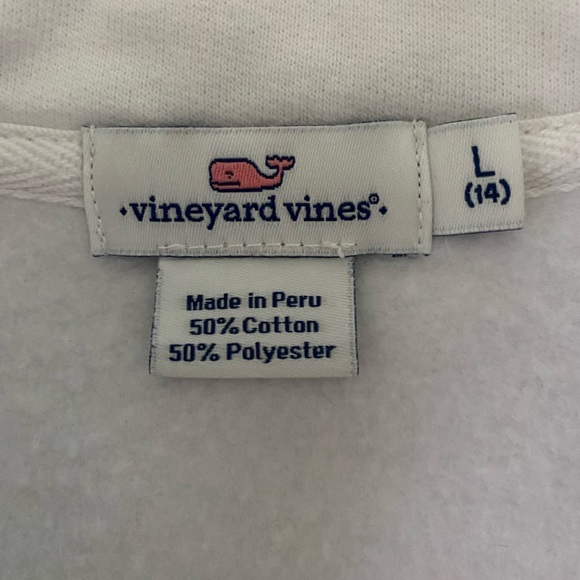 ·vineyard vines®·
L
(14)
Made in Peru
50% Cotton
50% Polyester